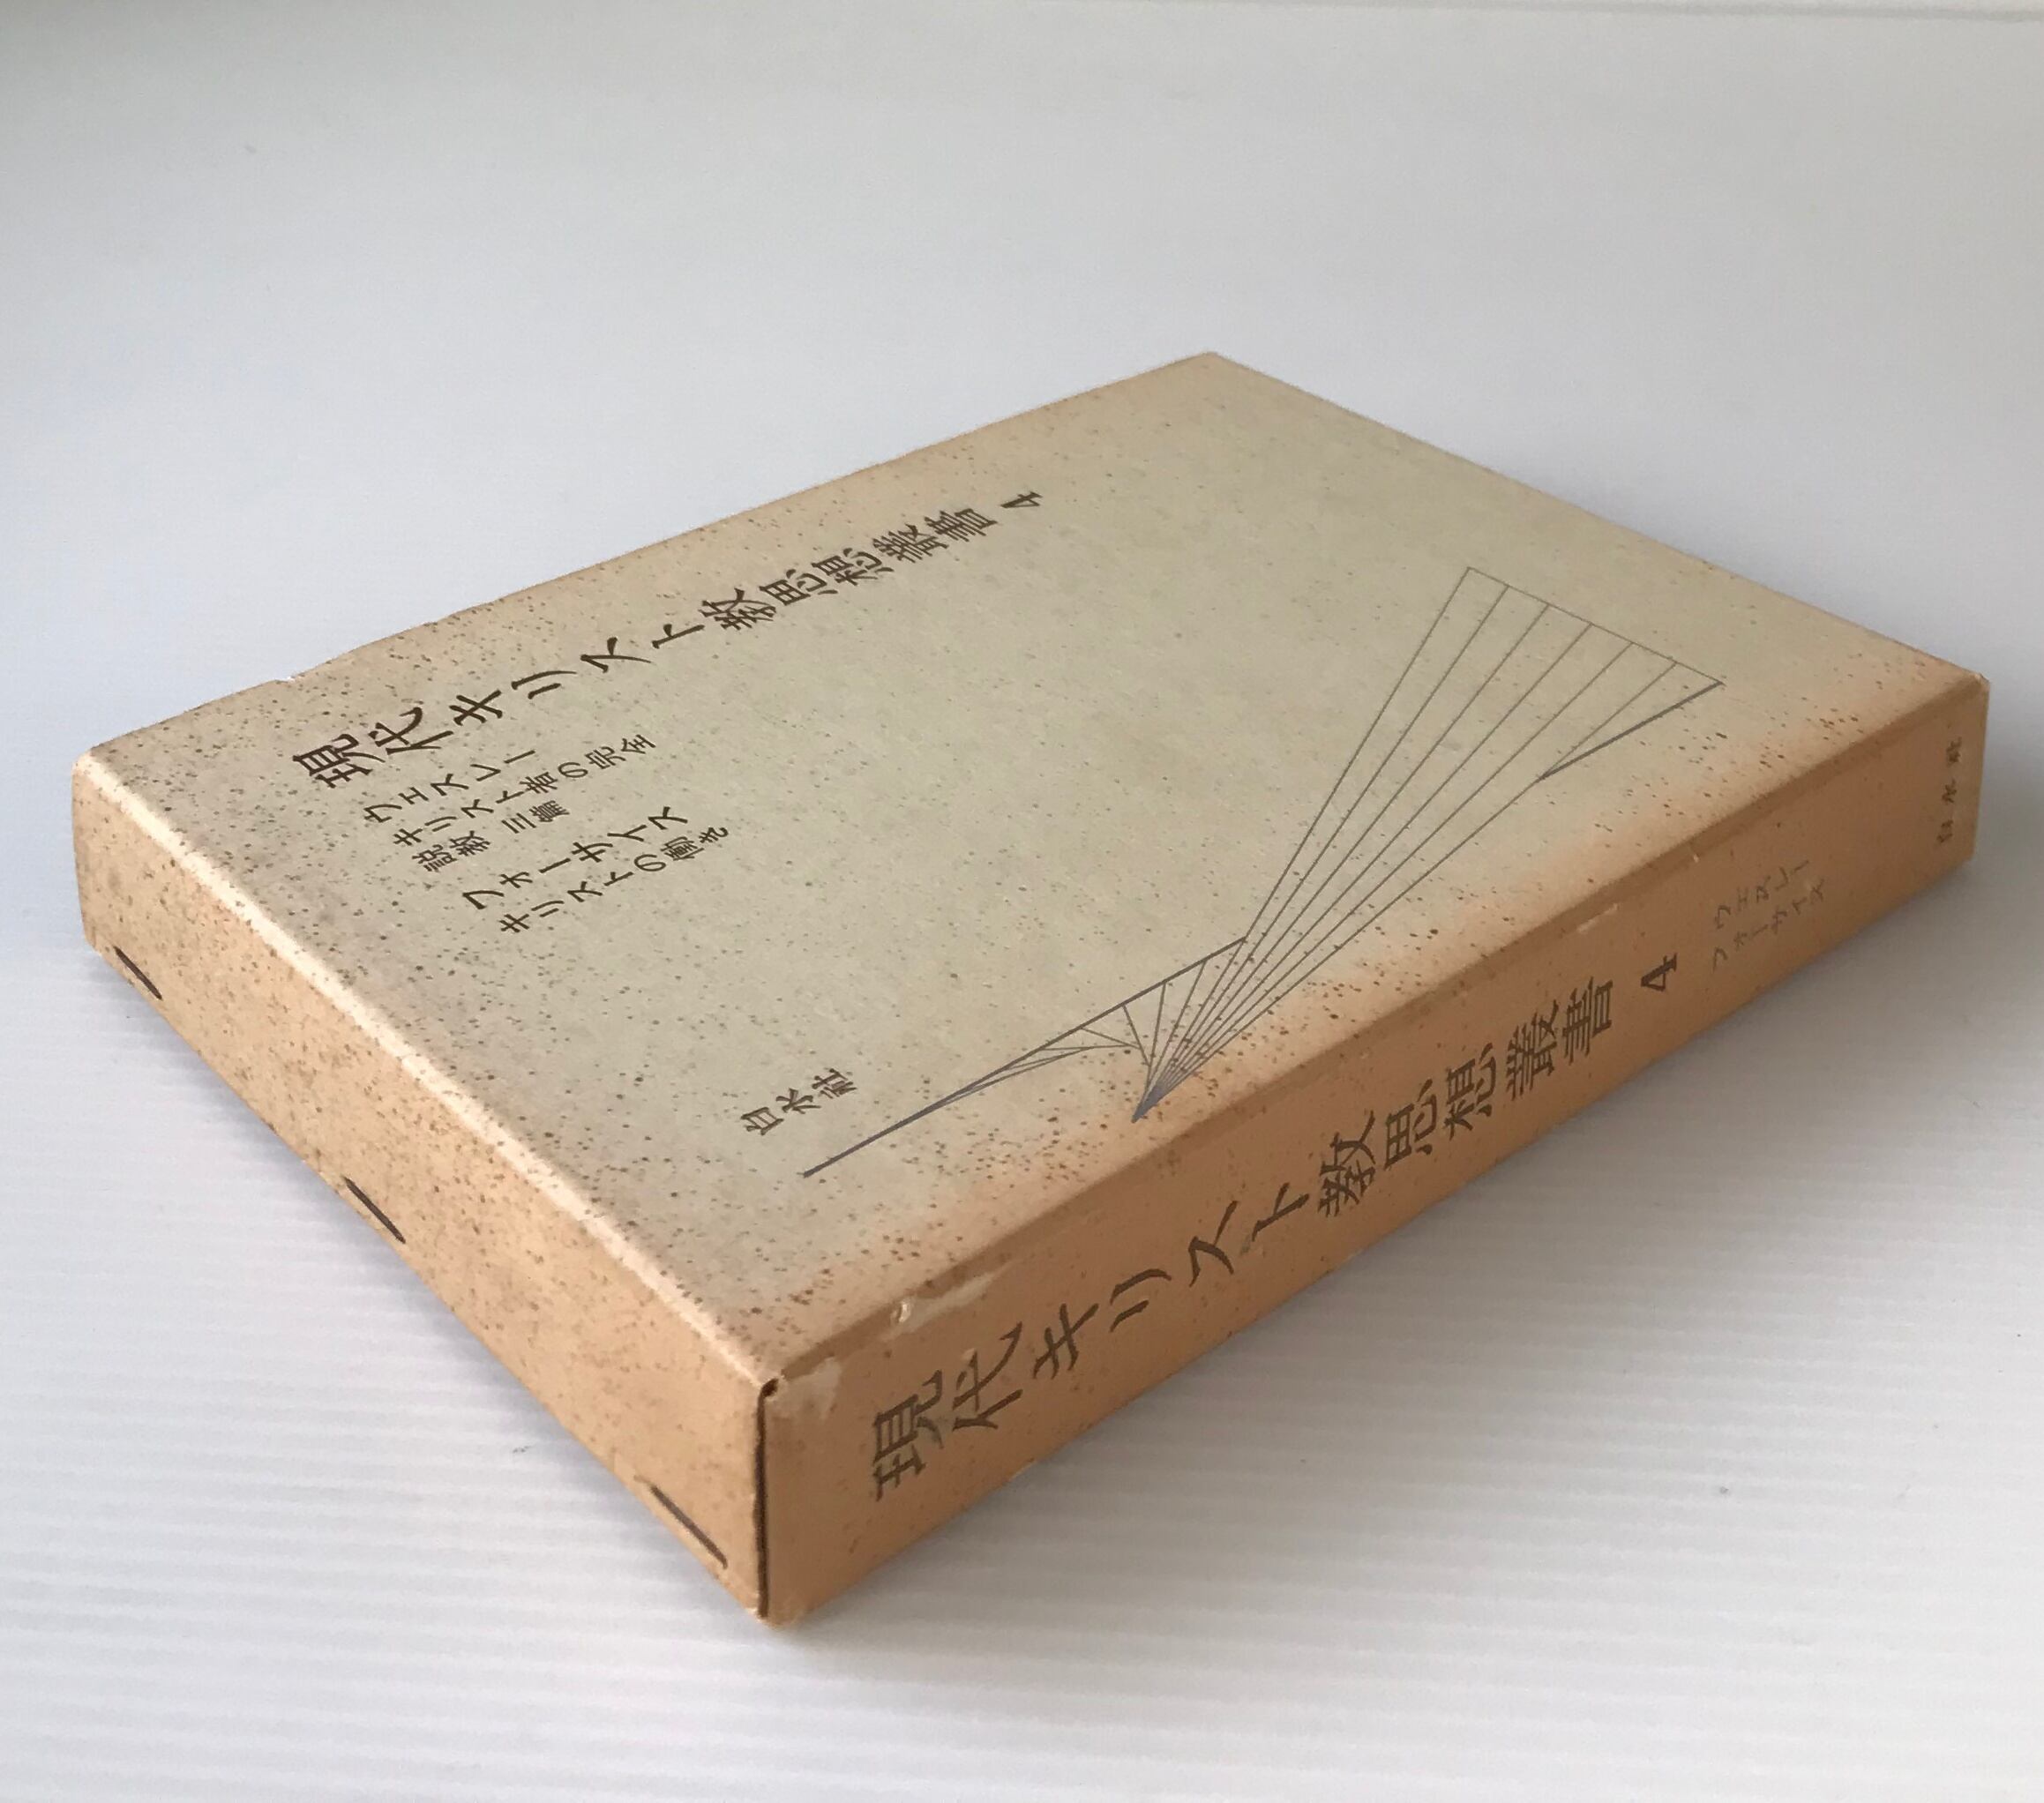 現代キリスト教思想叢書 4
ウェスレー
キリスト者の完全
説教 三篇
フォーサイス
キリストの働き
白水社
現代キリスト教思想叢書 4
ウェスレー
フォーサイス
白水社